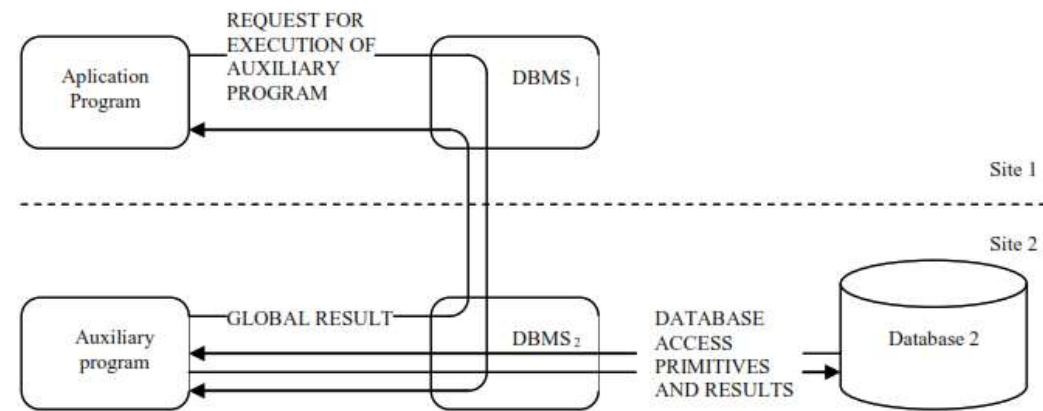 REQUEST FOR
EXECUTION OF
AUXILIARY
PROGRAM
Aplication
Program
DBMS 1
Site 1
Site 2
GLOBAL RESULT
Auxiliary
program
DBMS 2
DATABASE
ACCESS
PRIMITIVES
AND RESULTS
Database 2